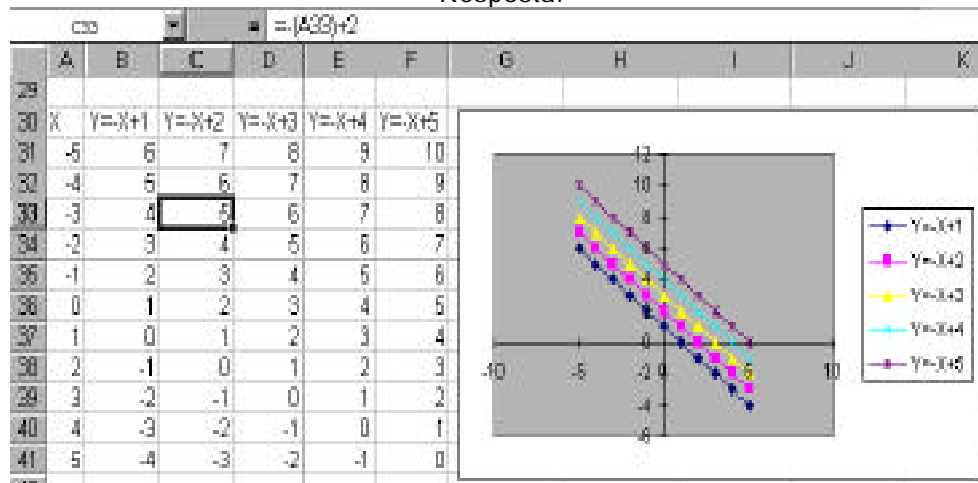 Resposta:
C33 = =-(A33)+2
A B C D E F G H I J K
29
30 X Y=-X+1 Y=-X+2 Y=-X+3 Y=-X+4 Y=-X+5
31 -5 6 7 8 9 10
32 -4 5 6 7 8 9
33 -3 4 5 6 7 8
34 -2 3 4 5 6 7
35 -1 2 3 4 5 6
36 0 1 2 3 4 5
37 1 0 1 2 3 4
38 2 -1 0 1 2 3
39 3 -2 -1 0 1 2
40 4 -3 -2 -1 0 1
41 5 -4 -3 -2 -1 0
12
10
8
6
4
2
0
-10 -5 -2 0 5 10
-4
-6
Y=-X+1
Y=-X+2
Y=-X+3
Y=-X+4
Y=-X+5